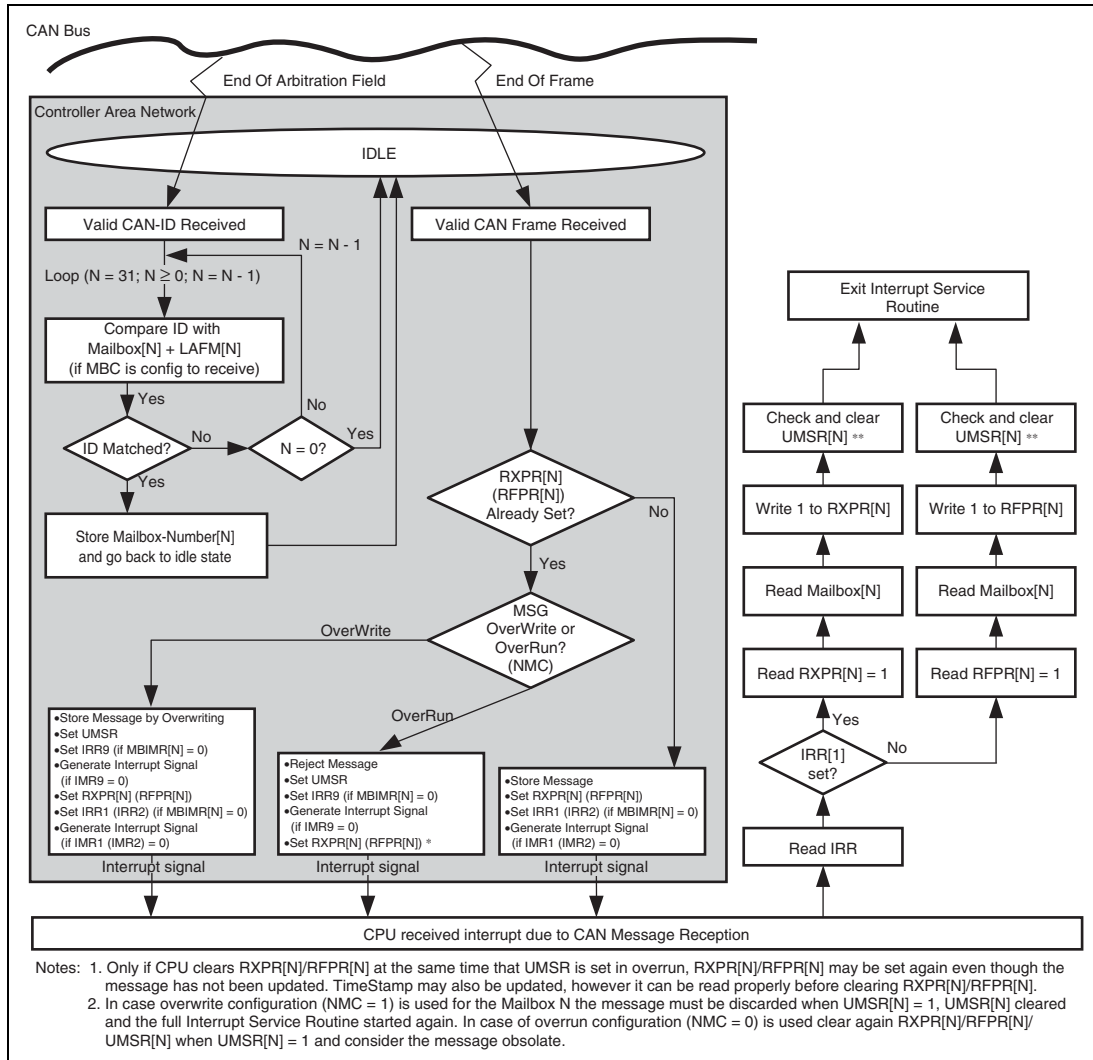 CAN Bus
End Of Arbitration Field
End Of Frame
Controller Area Network
IDLE
Valid CAN-ID Received
Valid CAN Frame Received
N = N - 1
Loop (N = 31; N ≥ 0; N = N - 1)
Compare ID with
Mailbox[N] + LAFM[N]
(if MBC is config to receive)
Yes
No
ID Matched?
No
N = 0?
Yes
Yes
Store Mailbox-Number[N]
and go back to idle state
RXPR[N]
(RFPR[N])
Already Set?
No
Yes
MSG
OverWrite or
OverRun?
(NMC)
OverWrite
OverRun
•Store Message by Overwriting
•Set UMSR
•Set IRR9 (if MBIMR[N] = 0)
•Generate Interrupt Signal
(if IMR9 = 0)
•Set RXPR[N] (RFPR[N])
•Set IRR1 (IRR2) (if MBIMR[N] = 0)
•Generate Interrupt Signal
(if IMR1 (IMR2) = 0)
Interrupt signal
•Reject Message
•Set UMSR
•Set IRR9 (if MBIMR[N] = 0)
•Generate Interrupt Signal
(if IMR9 = 0)
•Set RXPR[N] (RFPR[N]) *
Interrupt signal
•Store Message
•Set RXPR[N] (RFPR[N])
•Set IRR1 (IRR2) (if MBIMR[N] = 0)
•Generate Interrupt Signal
(if IMR1 (IMR2) = 0)
Interrupt signal
Exit Interrupt Service
Routine
Check and clear
UMSR[N] **
Check and clear
UMSR[N] **
Write 1 to RXPR[N]
Write 1 to RFPR[N]
Read Mailbox[N]
Read Mailbox[N]
Read RXPR[N] = 1
Read RFPR[N] = 1
Yes
IRR[1]
set?
No
Read IRR
CPU received interrupt due to CAN Message Reception
Notes: 1. Only if CPU clears RXPR[N]/RFPR[N] at the same time that UMSR is set in overrun, RXPR[N]/RFPR[N] may be set again even though the
message has not been updated. TimeStamp may also be updated, however it can be read properly before clearing RXPR[N]/RFPR[N].
2. In case overwrite configuration (NMC = 1) is used for the Mailbox N the message must be discarded when UMSR[N] = 1, UMSR[N] cleared
and the full Interrupt Service Routine started again. In case of overrun configuration (NMC = 0) is used clear again RXPR[N]/RFPR[N]/
UMSR[N] when UMSR[N] = 1 and consider the message obsolate.